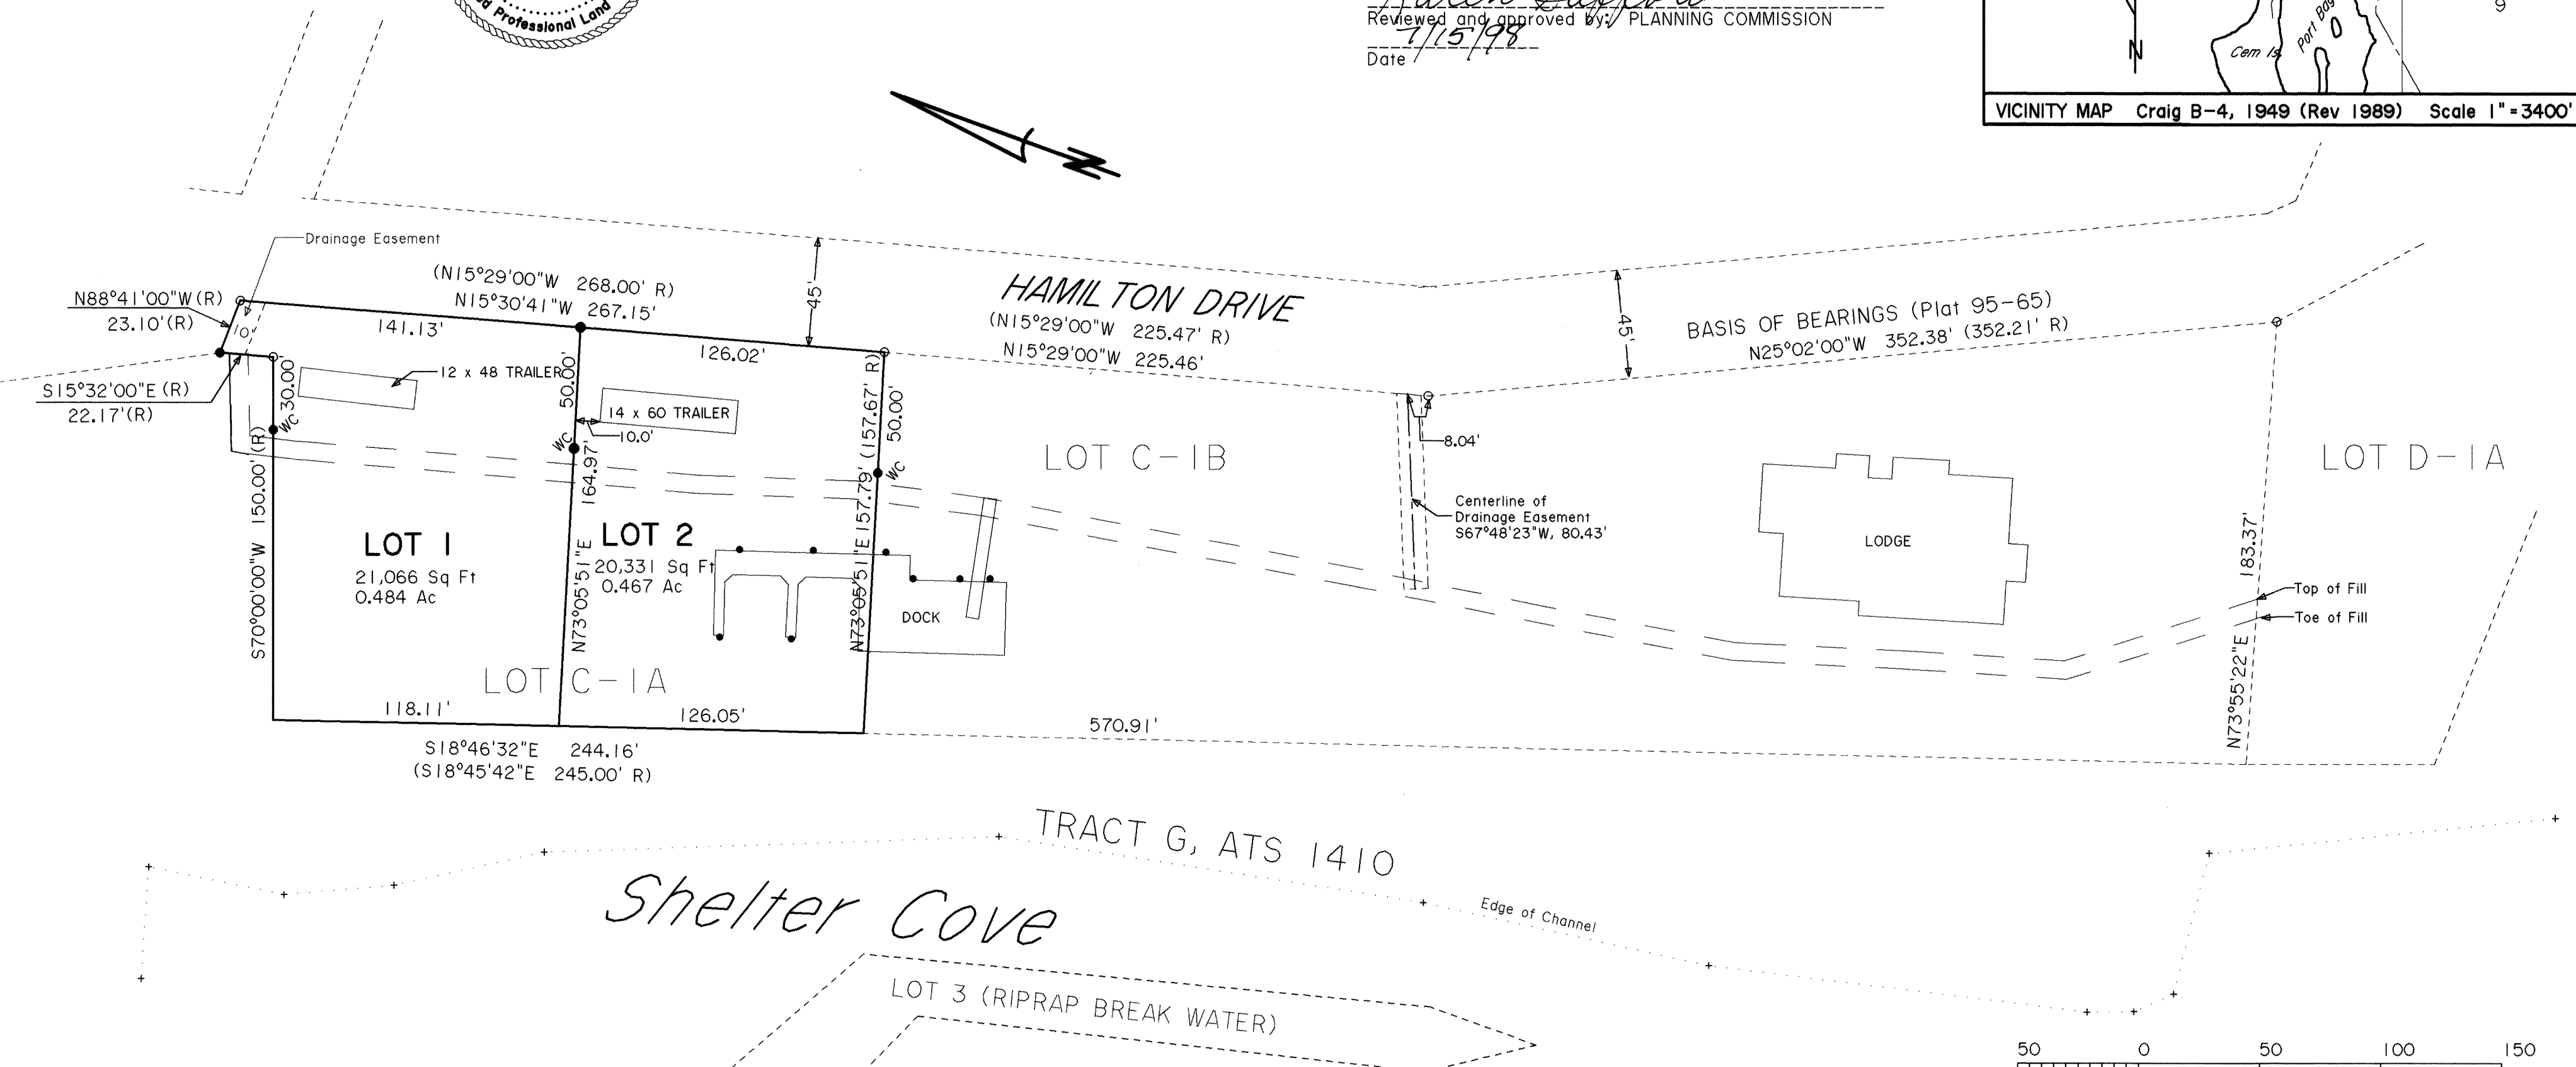 ed Professional Land
Reviewed and approved by: PLANNING COMMISSION
7/15/98
Date
N
Cem Is.
Port Bag
9
VICINITY MAP Craig B-4, 1949 (Rev 1989) Scale 1"=3400'
N
Drainage Easement
N88°41'00"W (R)
23.10' (R)
10'
S15°32'00"E (R)
22.17' (R)
(N15°29'00"W 268.00' R)
N15°30'41"W 267.15'
141.13'
126.02'
45'
HAMILTON DRIVE
(N15°29'00"W 225.47' R)
N15°29'00"W 225.46'
45'
BASIS OF BEARINGS (Plat 95-65)
N25°02'00"W 352.38' (352.21' R)
30.00'
WC
12 x 48 TRAILER
50.00'
WC
14 x 60 TRAILER
10.0'
50.00'
WC
S70°00'00"W 150.00' (R)
N73°05'51"E 164.97'
N73°05'51"E 157.79' (157.67' R)
LOT C-1B
8.04'
Centerline of
Drainage Easement
S67°48'23"W, 80.43'
LODGE
LOT D-1A
N73°55'22"E 183.37'
Top of Fill
Toe of Fill
LOT 1
21,066 Sq Ft
0.484 Ac
LOT 2
20,331 Sq Ft
0.467 Ac
DOCK
LOT C-1A
118.11'
126.05'
570.91'
S18°46'32"E 244.16'
(S18°45'42"E 245.00' R)
TRACT G, ATS 1410
Shelter Cove
Edge of Channel
LOT 3 (RIPRAP BREAK WATER)
50 0 50 100 150